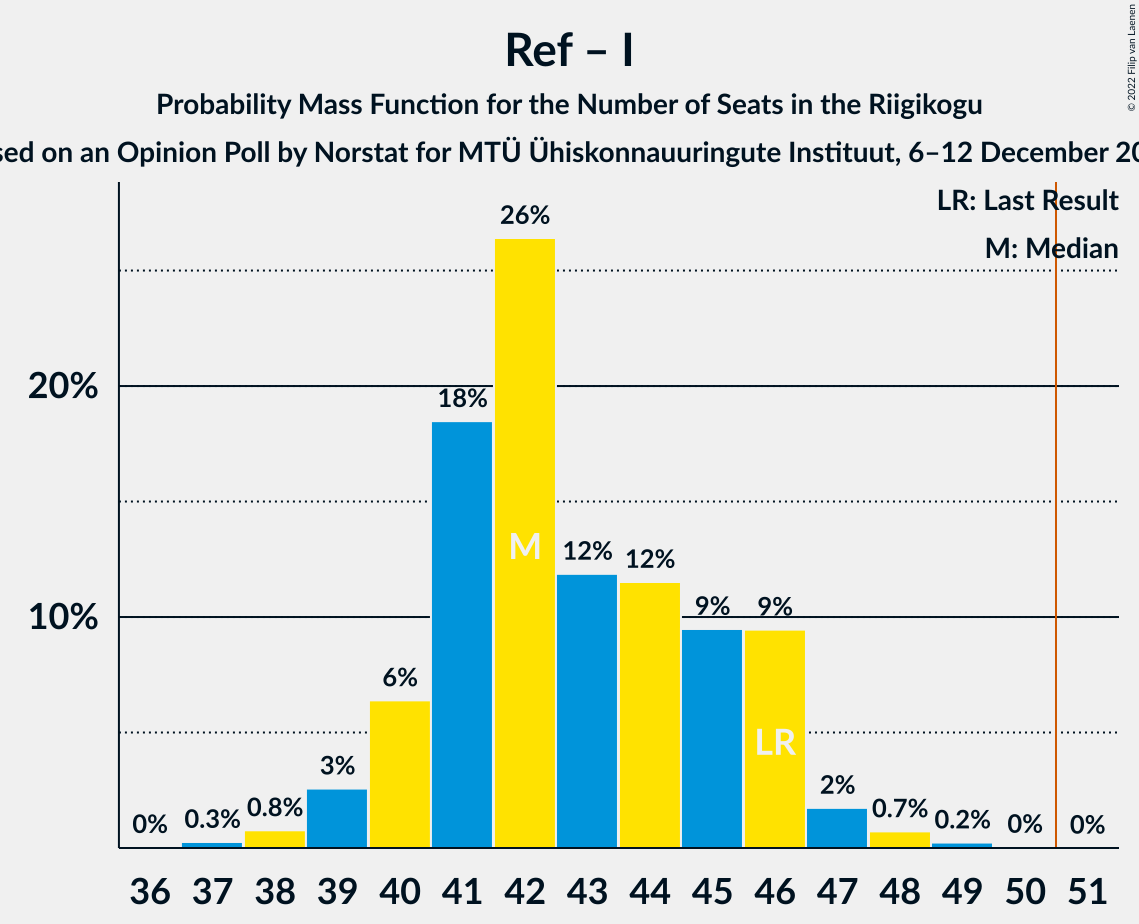 Ref – I
Probability Mass Function for the Number of Seats in the Riigikogu
sed on an Opinion Poll by Norstat for MTÜ Ühiskonnauuringute Instituut, 6–12 December 20
© 2022 Filip van Laenen
LR: Last Result
M: Median
20%
10%
0% 0.3% 0.8% 3% 6% 18% 26% 12% 12% 9% 9% 2% 0.7% 0.2% 0% 0%
M
LR
36 37 38 39 40 41 42 43 44 45 46 47 48 49 50 51